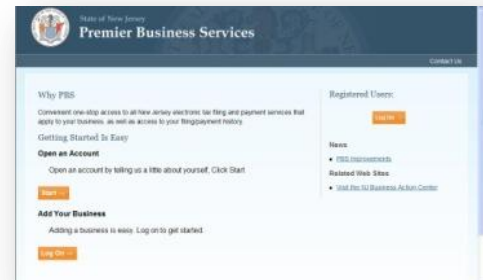 State of New Jersey
Premier Business Services
Contact Us
Why PBS
Convenient one-stop access to all New Jersey electronic tax filing and payment services that
apply to your business, as well as access to your filing/payment history.
Getting Started Is Easy
Open an Account
Open an account by telling us a little about yourself, Click Start
Start
Add Your Business
Adding a business is easy. Log on to get started.
Log On
Registered Users:
Log On
News
PBS Improvements
Related Web Sites
Visit the NJ Business Action Center